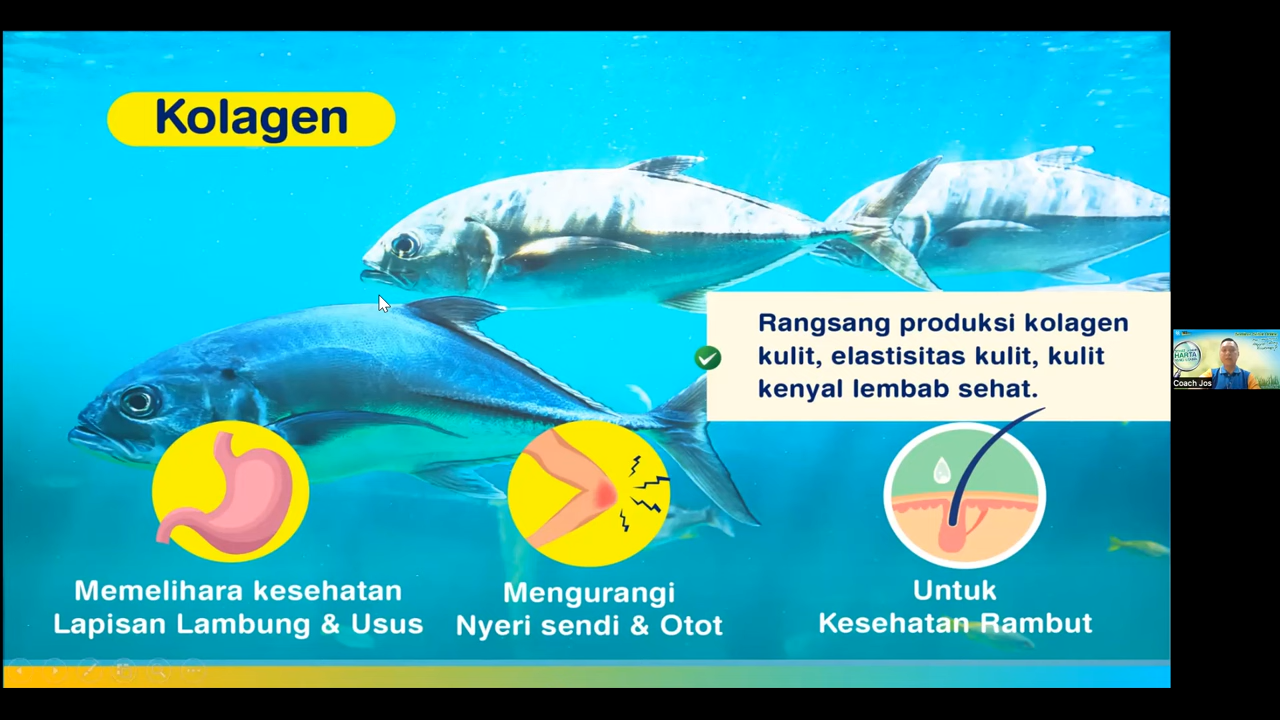 Kolagen
Rangsang produksi kolagen
kulit, elastisitas kulit, kulit
kenyal lembab sehat.
Memelihara kesehatan
Lapisan Lambung & Usus
Mengurangi
Nyeri sendi & Otot
Untuk
Kesehatan Rambut
HARTA
Coach Jos